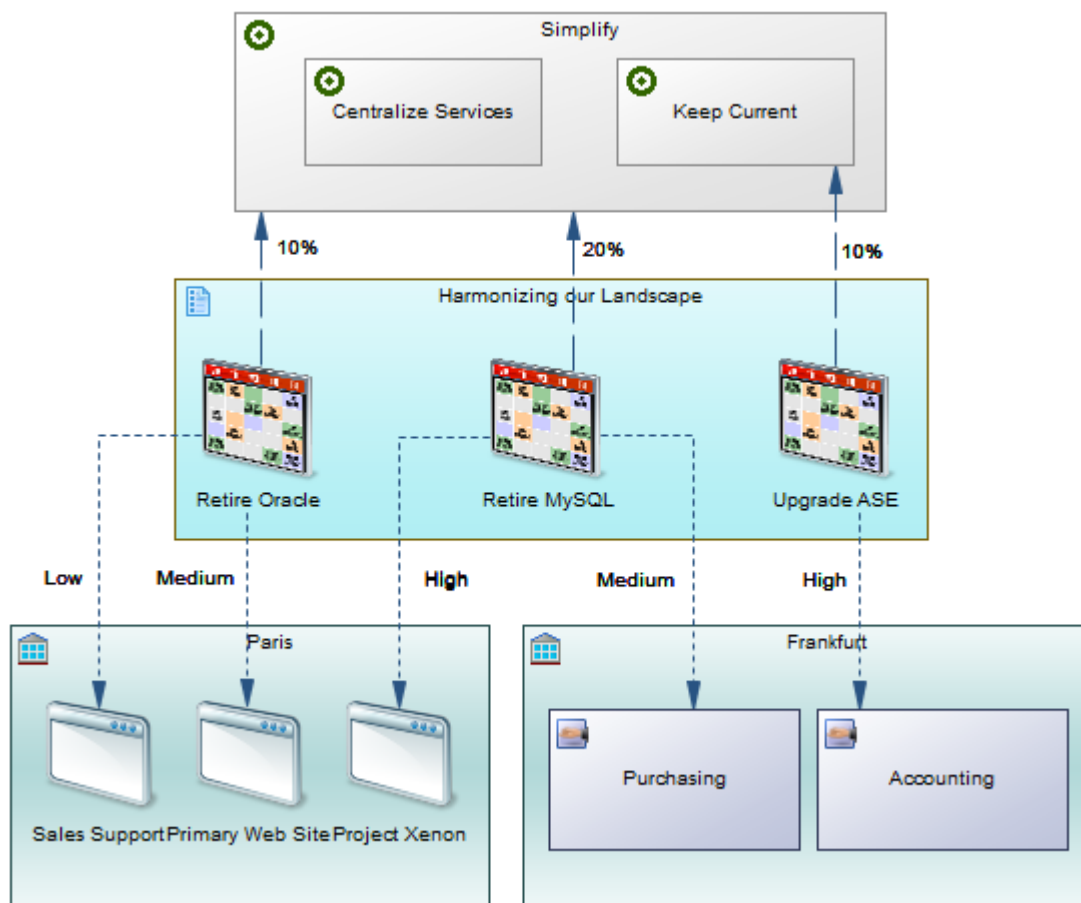 Simplify
Centralize Services
Keep Current
10%
20%
10%
Harmonizing our Landscape
Retire Oracle
Retire MySQL
Upgrade ASE
Low
Medium
High
Medium
High
Paris
Frankfurt
Purchasing
Accounting
Sales Support
Primary Web Site
Project Xenon